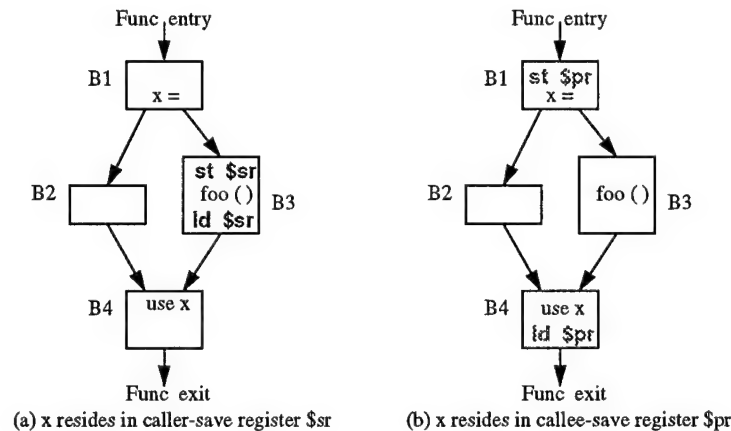 Func entry
B1
x =
B2
st $sr
foo ( )
ld $sr
B3
B4
use x
Func exit
(a) x resides in caller-save register $sr
Func entry
B1
st $pr
x =
B2
foo ( )
B3
B4
use x
ld $pr
Func exit
(b) x resides in callee-save register $pr